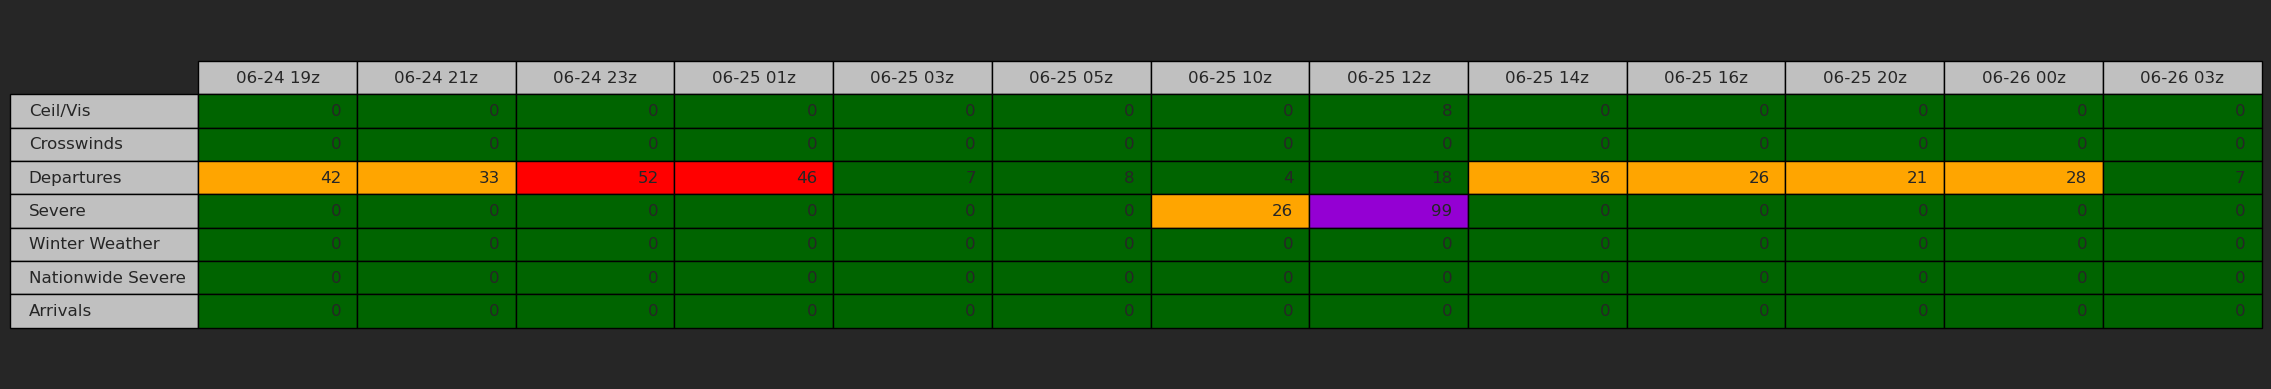 06-24 19z 06-24 21z 06-24 23z 06-25 01z 06-25 03z 06-25 05z 06-25 10z 06-25 12z 06-25 14z 06-25 16z 06-25 20z 06-26 00z 06-26 03z
Ceil/Vis 0 0 0 0 0 0 0 8 0 0 0 0 0
Crosswinds 0 0 0 0 0 0 0 0 0 0 0 0 0
Departures 42 33 52 46 7 8 4 18 36 26 21 28 7
Severe 0 0 0 0 0 0 26 99 0 0 0 0 0
Winter Weather 0 0 0 0 0 0 0 0 0 0 0 0 0
Nationwide Severe 0 0 0 0 0 0 0 0 0 0 0 0 0
Arrivals 0 0 0 0 0 0 0 0 0 0 0 0 0